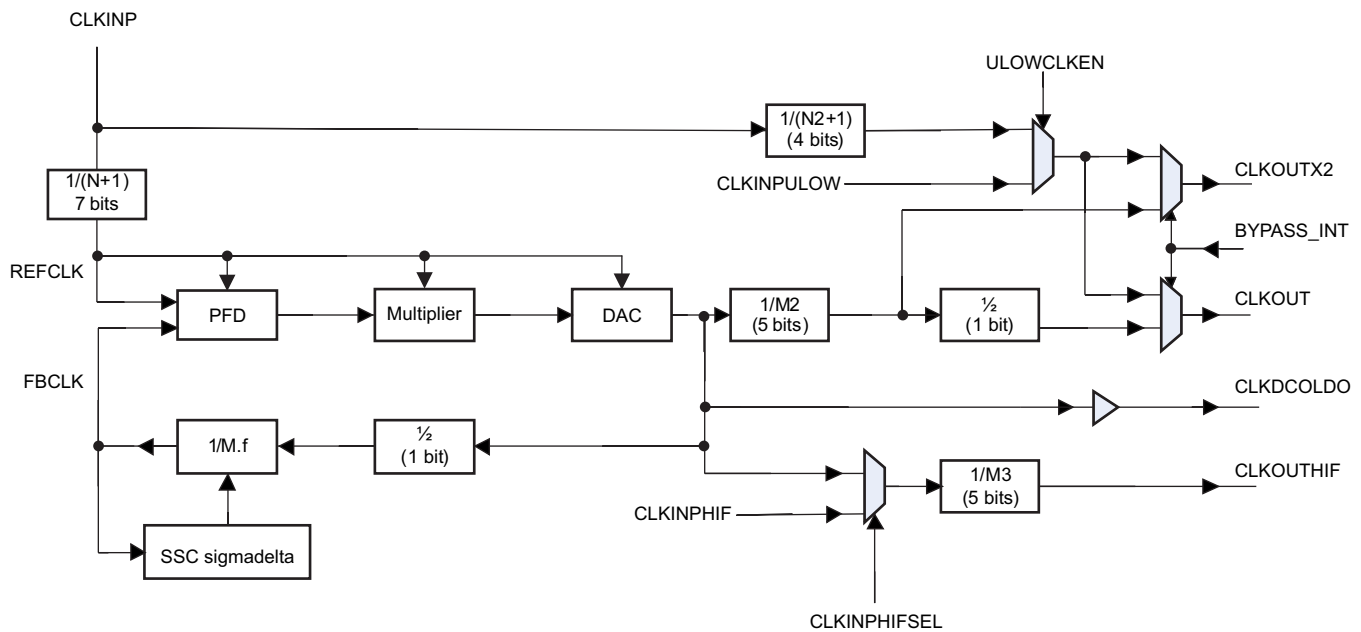 CLKINP
ULOWCLKEN
1/(N2+1)
(4 bits)
CLKINPULOW
CLKOUTX2
1/(N+1)
7 bits
BYPASS_INT
REFCLK
PFD
Multiplier
DAC
1/M2
(5 bits)
½
(1 bit)
CLKOUT
FBCLK
CLKDCOLDO
1/M.f
½
(1 bit)
1/M3
(5 bits)
CLKOUTHIF
CLKINPHIF
SSC sigmadelta
CLKINPHIFSEL